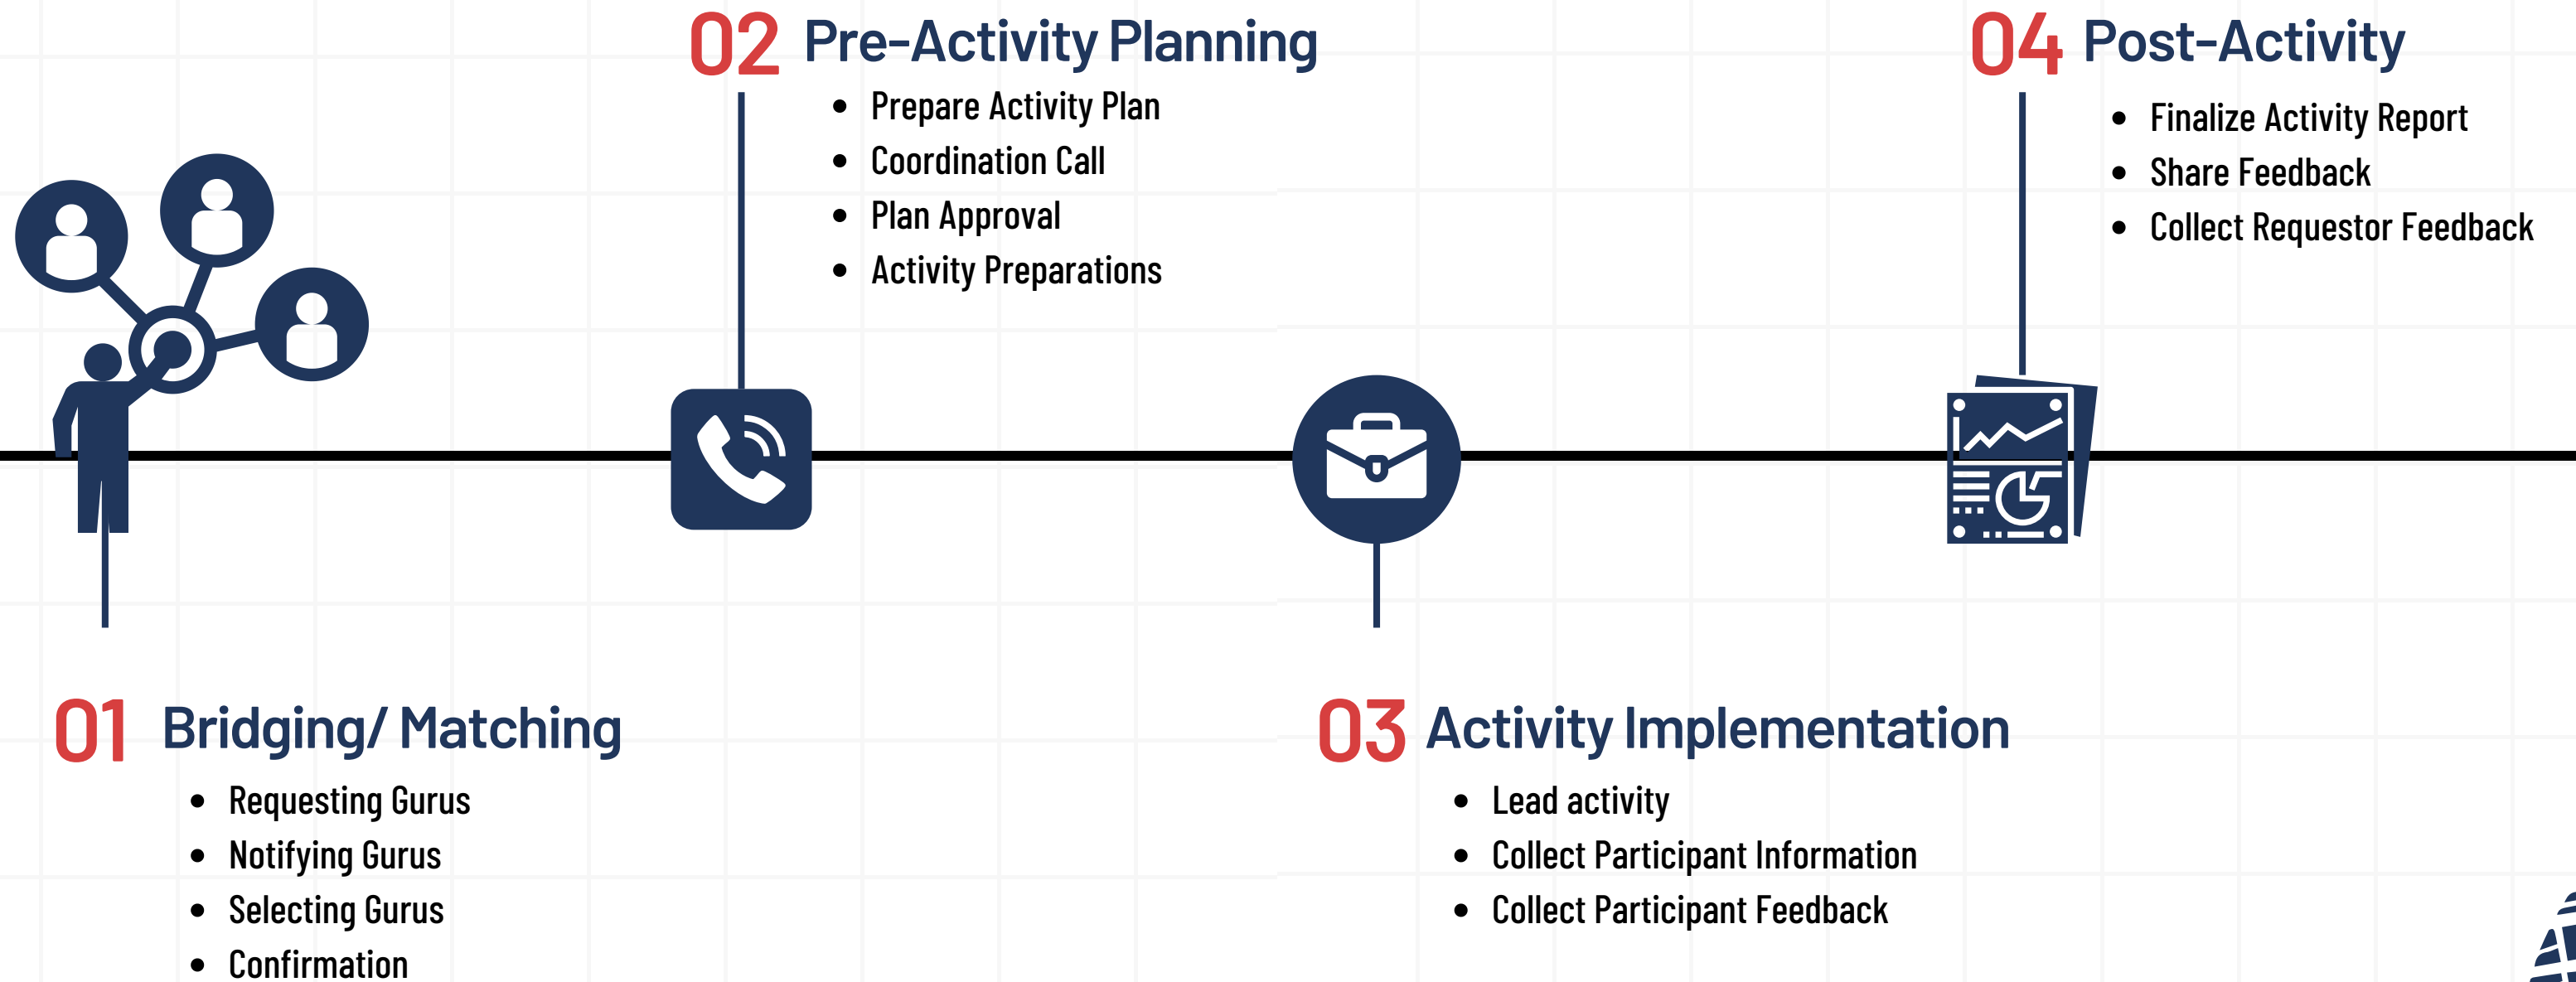 01 Bridging/ Matching
• Requesting Gurus
• Notifying Gurus
• Selecting Gurus
• Confirmation
02 Pre-Activity Planning
• Prepare Activity Plan
• Coordination Call
• Plan Approval
• Activity Preparations
03 Activity Implementation
• Lead activity
• Collect Participant Information
• Collect Participant Feedback
04 Post-Activity
• Finalize Activity Report
• Share Feedback
• Collect Requestor Feedback